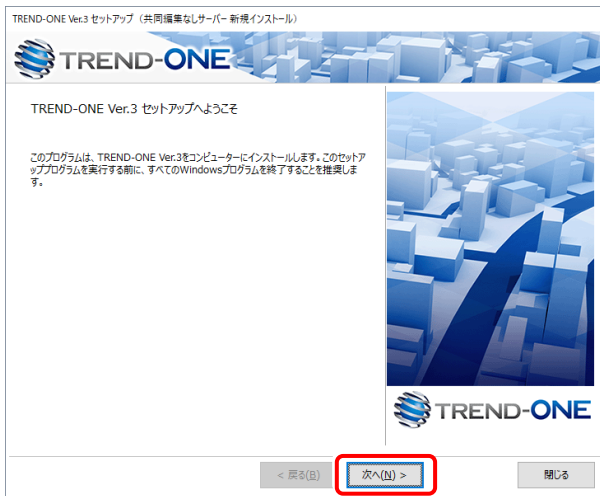 TREND-ONE Ver.3 セットアップ（共同編集なしサーバー 新規インストール）
TREND-ONE
TREND-ONE Ver.3 セットアップへようこそ
このプログラムは、TREND-ONE Ver.3をコンピューターにインストールします。このセットア
ッププログラムを実行する前に、すべてのWindowsプログラムを終了することを推奨しま
す。
TREND-ONE
< 戻る(B)
次へ(N) >
閉じる